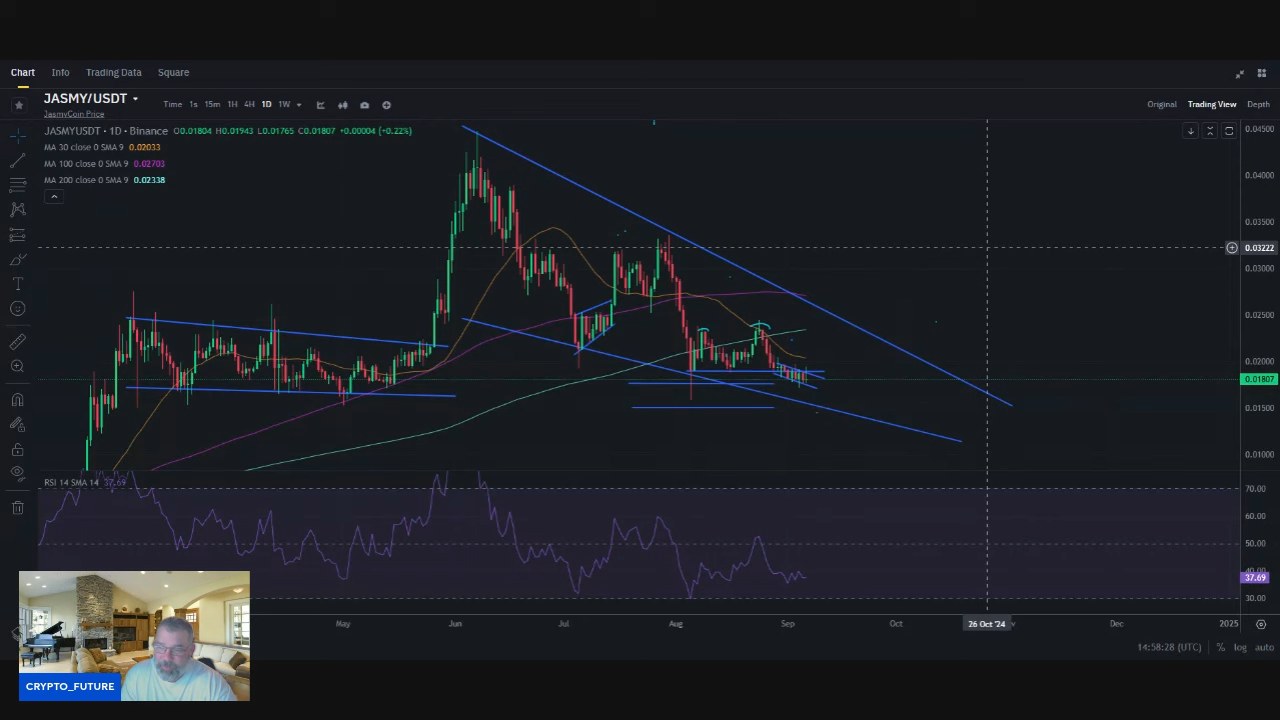 Chart Info Trading Data Square
JASMY/USDT Time 1s 15m 1H 4H 1D 1W Original Trading View Depth
JasmyCoin Price
JASMYUSDT · 1D · Binance O0.01804 H0.01943 L0.01765 C0.01807 +0.00004 (+0.22%)
MA 30 close 0 SMA 9 0.02033
MA 100 close 0 SMA 9 0.02703
MA 200 close 0 SMA 9 0.02338
0.04500
0.04000
0.03500
0.03222
0.03000
0.02500
0.02000
0.01807
0.01500
0.01000
RSI 14 SMA 14 37.69
70.00
60.00
50.00
40.00
37.69
30.00
May Jun Jul Aug Sep Oct 26 Oct '24 Dec 2025
14:58:28 (UTC) % log auto
CRYPTO_FUTURE